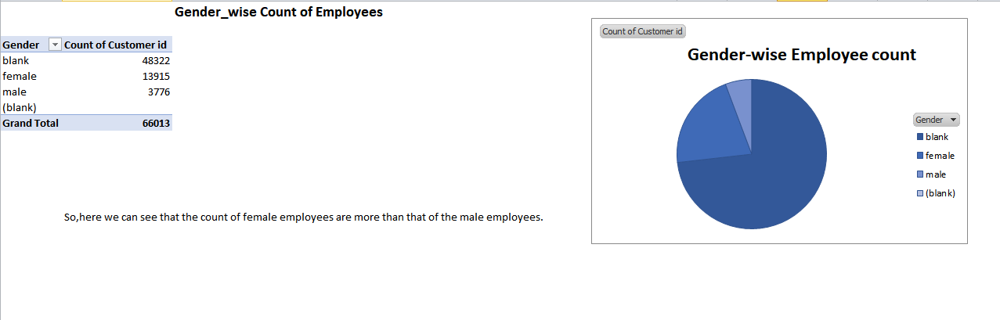 Gender_wise Count of Employees
Gender Count of Customer id
blank 48322
female 13915
male 3776
(blank)
Grand Total 66013
So,here we can see that the count of female employees are more than that of the male employees.
Count of Customer id
Gender-wise Employee count
Gender
blank
female
male
(blank)